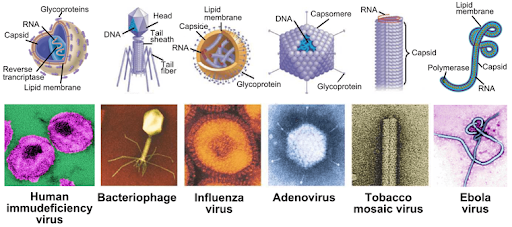 Glycoproteins
RNA
Capsid
Reverse
trancriptase
Lipid membrane
Head
DNA
Tail
sheath
Tail
fiber
Lipid
membrane
Capside
RNA
Glycoprotein
DNA
Capsomere
Glycoprotein
RNA
Capsid
Lipid
membrane
Polymerase
Capsid
RNA
Human
immudeficiency
virus
Bacteriophage
Influenza
virus
Adenovirus
Tobacco
mosaic virus
Ebola
virus